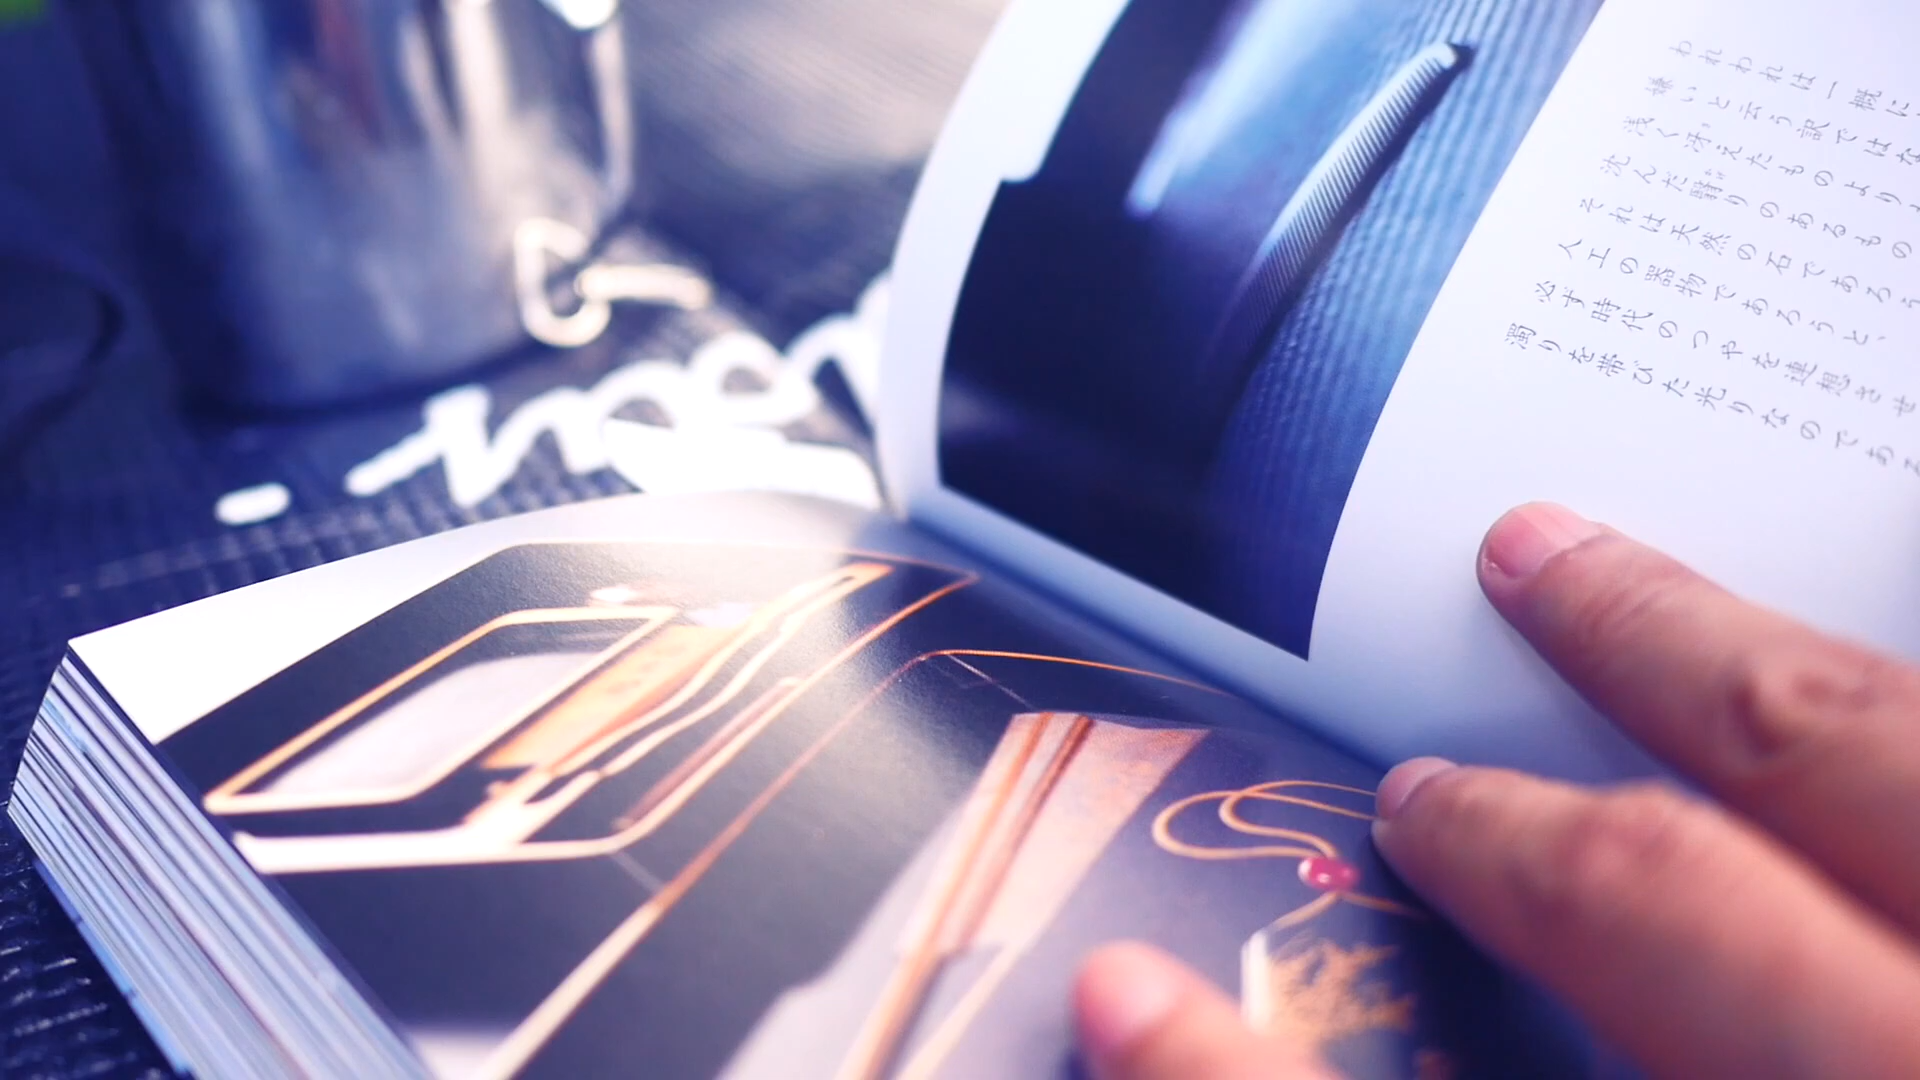 われわれは一概に
嫌いと云う訳ではな
浅く冴えたものより
沈んだ翳りのあるもの
それは天然の石であろう
人工の器物であろうと、
必ず時代のつやを連想させ
濁りを帯びた光りなのである